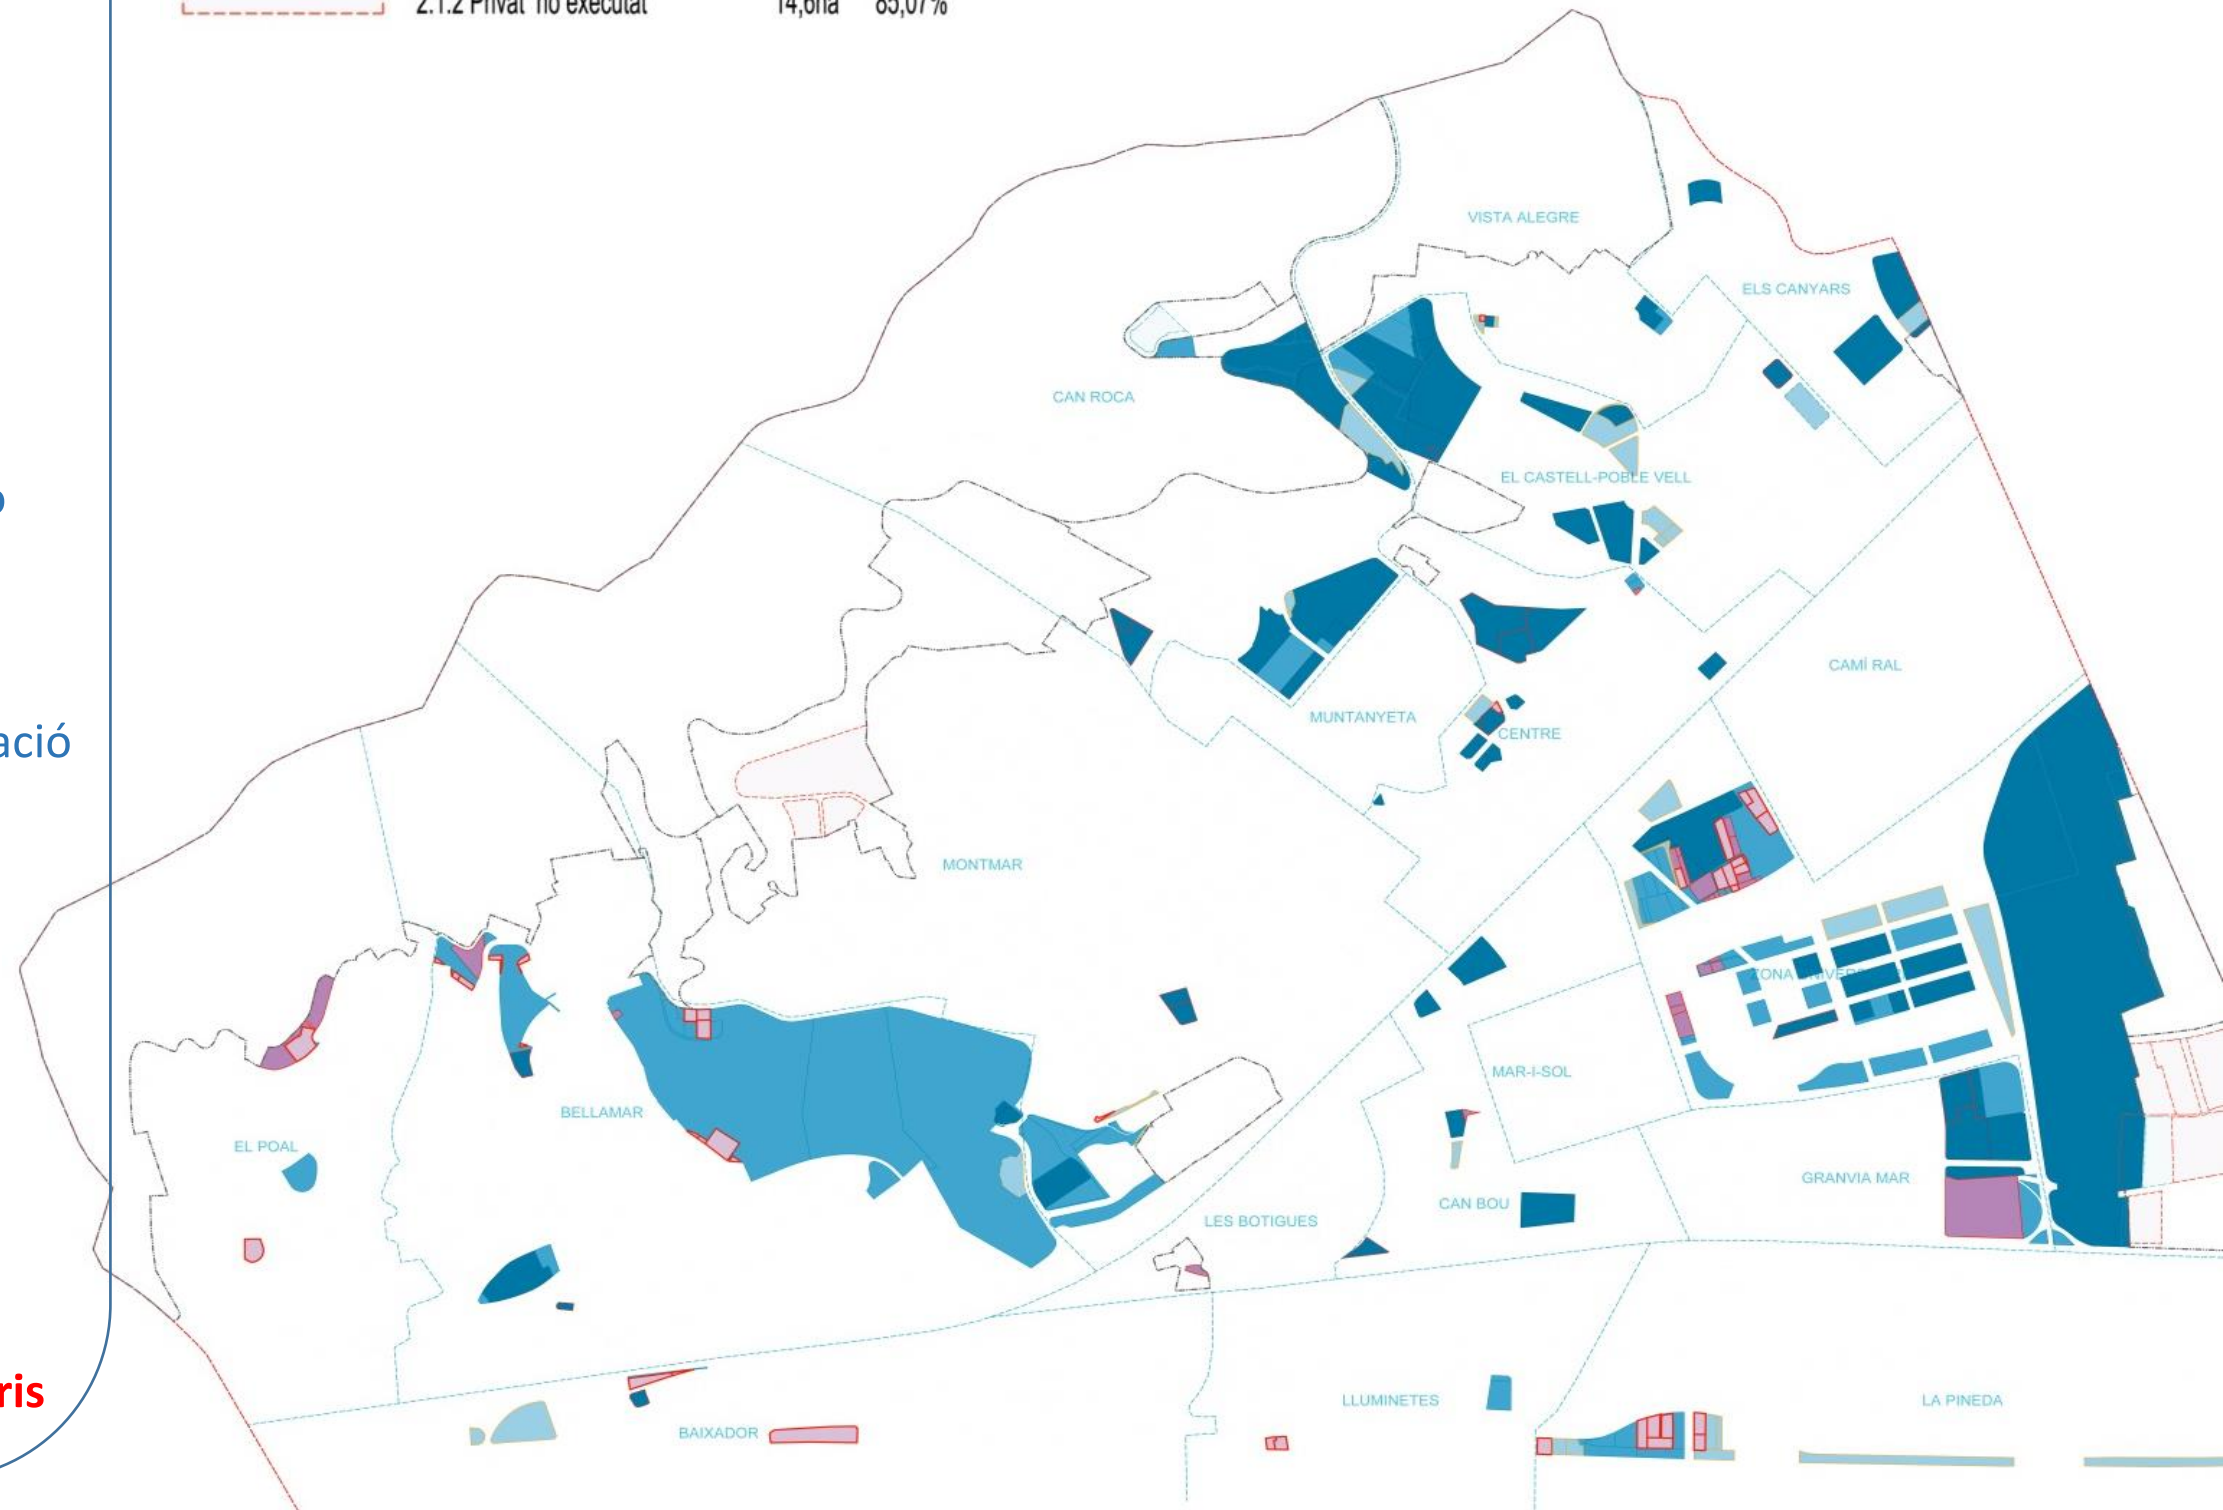 2.1.2 Privat no executat 14,6ha 85,07%
VISTA ALEGRE
ELS CANYARS
CAN ROCA
EL CASTELL-POBLE VELL
CAMÍ RAL
MUNTANYETA
CENTRE
ació
MONTMAR
ZONA UNIVER
MAR-I-SOL
BELLAMAR
EL POAL
GRANVIA MAR
CAN BOU
LES BOTIGUES
ris
LLUMINETES
LA PINEDA
BAIXADOR